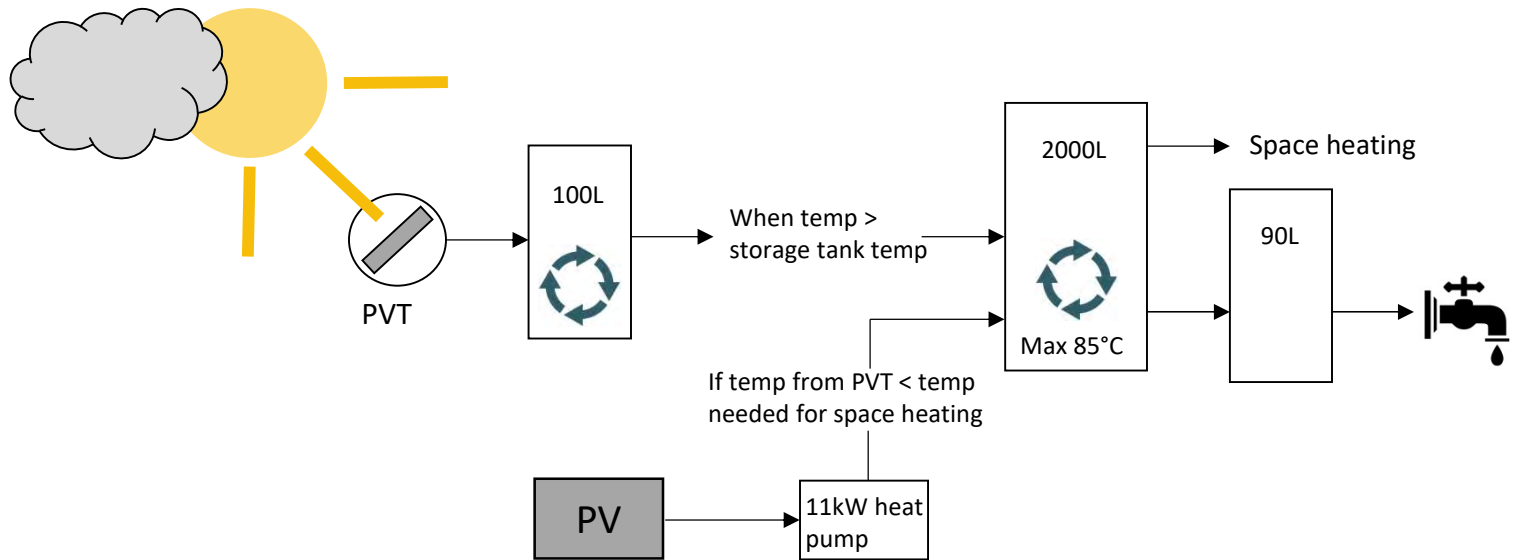 PVT
100L
When temp >
storage tank temp
2000L
Max 85°C
Space heating
90L
If temp from PVT < temp
needed for space heating
PV
11kW heat
pump